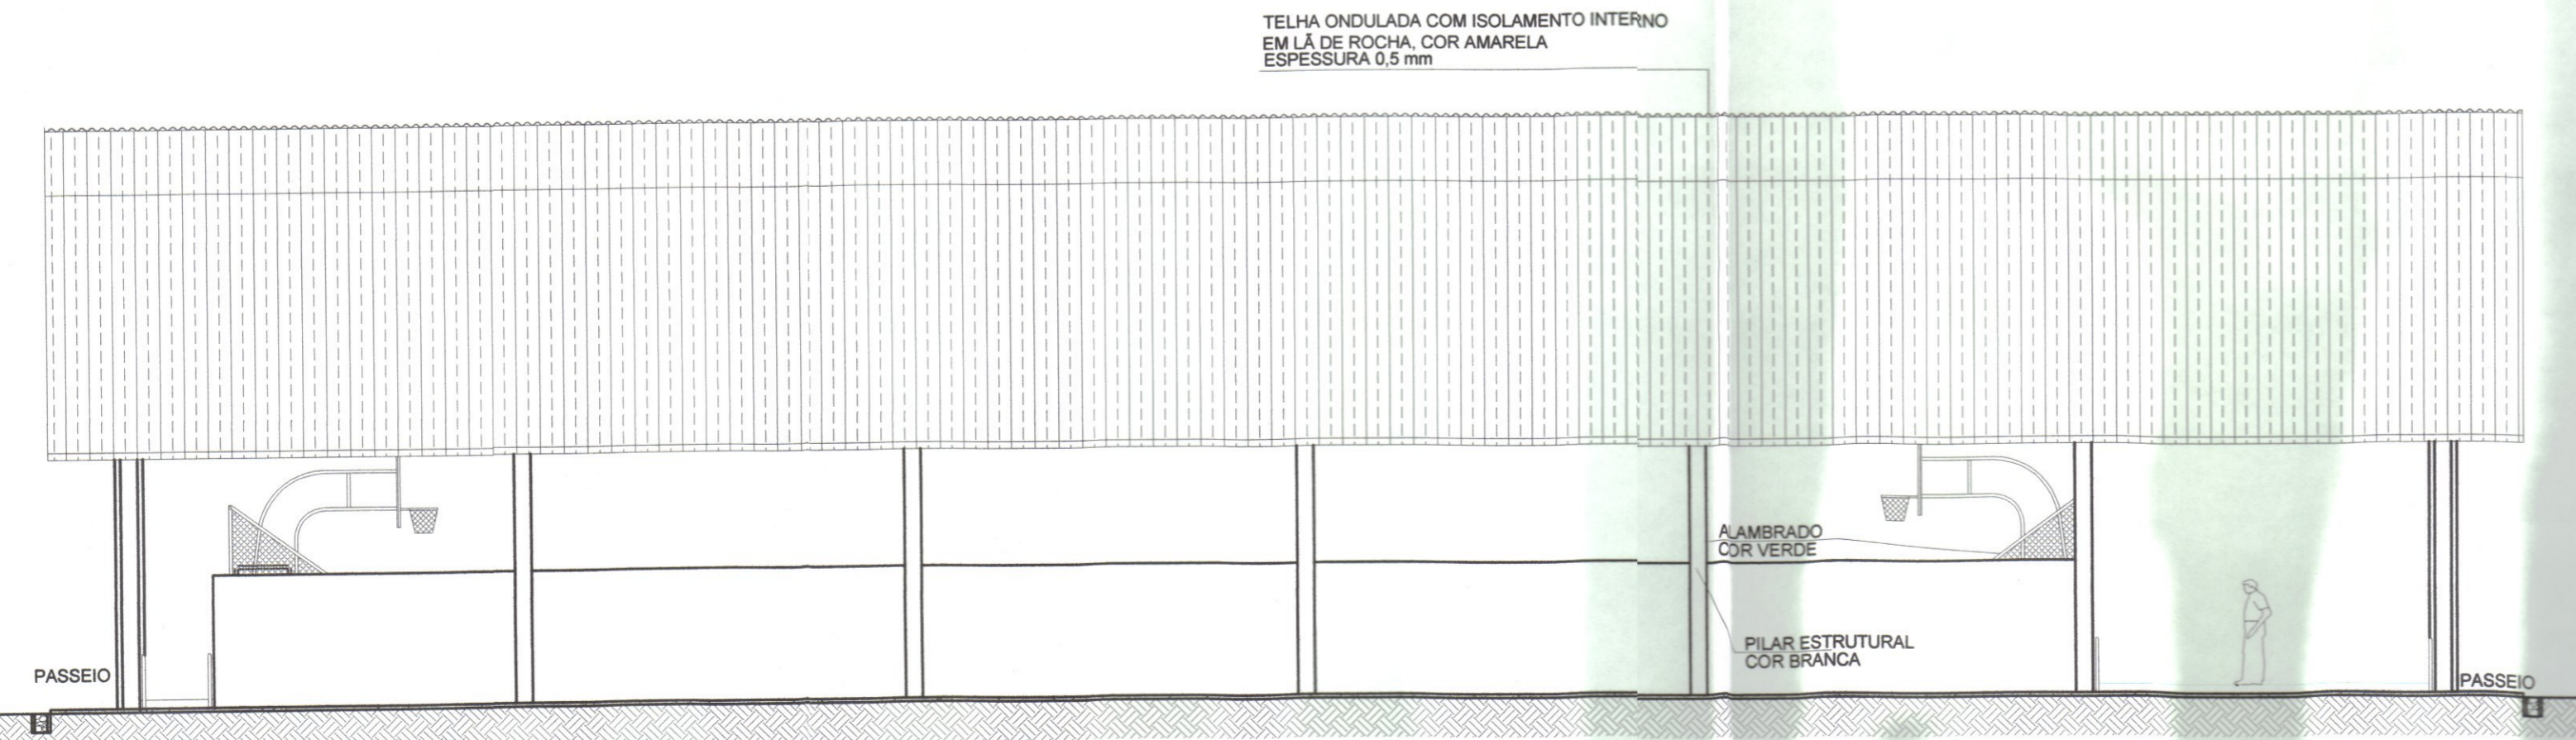 TELHA ONDULADA COM ISOLAMENTO INTERNO
EM LÃ DE ROCHA, COR AMARELA
ESPESSURA 0,5 mm
ALAMBRADO
COR VERDE
PILAR ESTRUTURAL
COR BRANCA
PASSEIO
PASSEIO